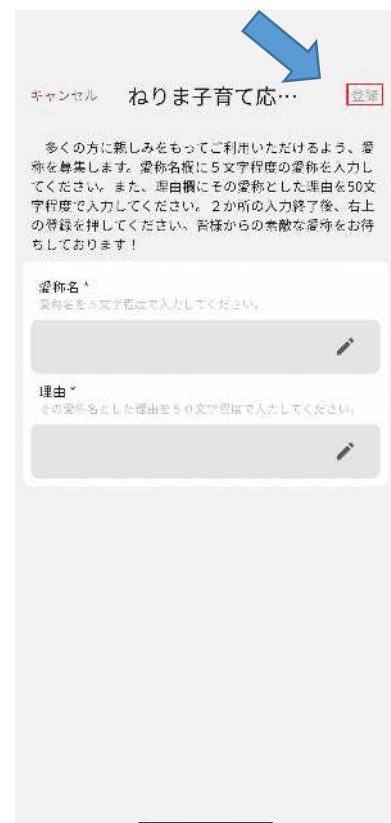 キャンセル ねりま子育て応… 登録
多くの方に親しみをもってご利用いただけるよう、愛
称を募集します。愛称名欄に5文字程度の愛称を入力し
てください。また、理由欄にその愛称とした理由を50文
字程度で入力してください。2か所の入力終了後、右上
の登録を押してください、皆様からの素敵な愛称をお待
ちしております！
愛称名 *
愛称名を5文字程度で入力してください。
理由 *
その愛称名とした理由を50文字程度で入力してください。